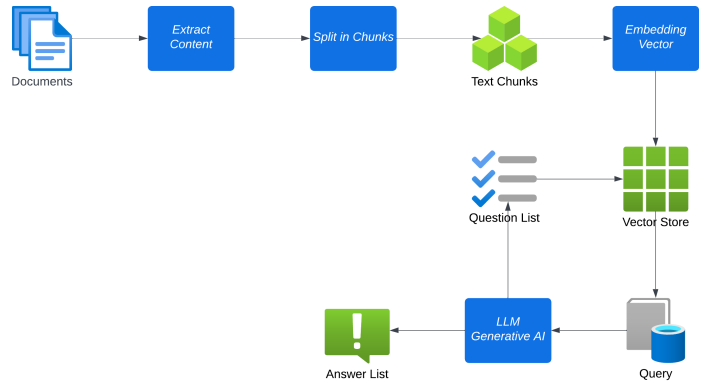 Extract
Content
Split in Chunks
Embedding
Vector
Documents
Text Chunks
Question List
Vector Store
LLM
Generative AI
Answer List
Query